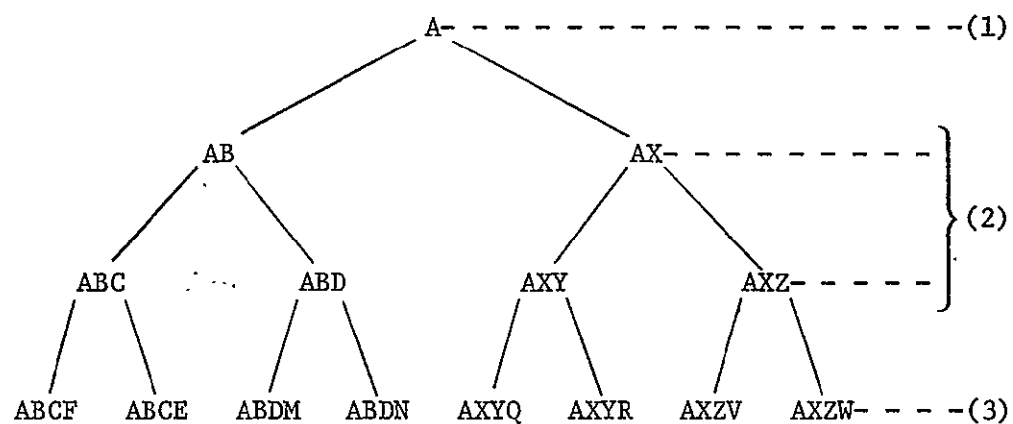 A (1)
AB AX
(2)
ABC ABD AXY AXZ
ABCF ABCE ABDM ABDN AXYQ AXYR AXZV AXZW (3)